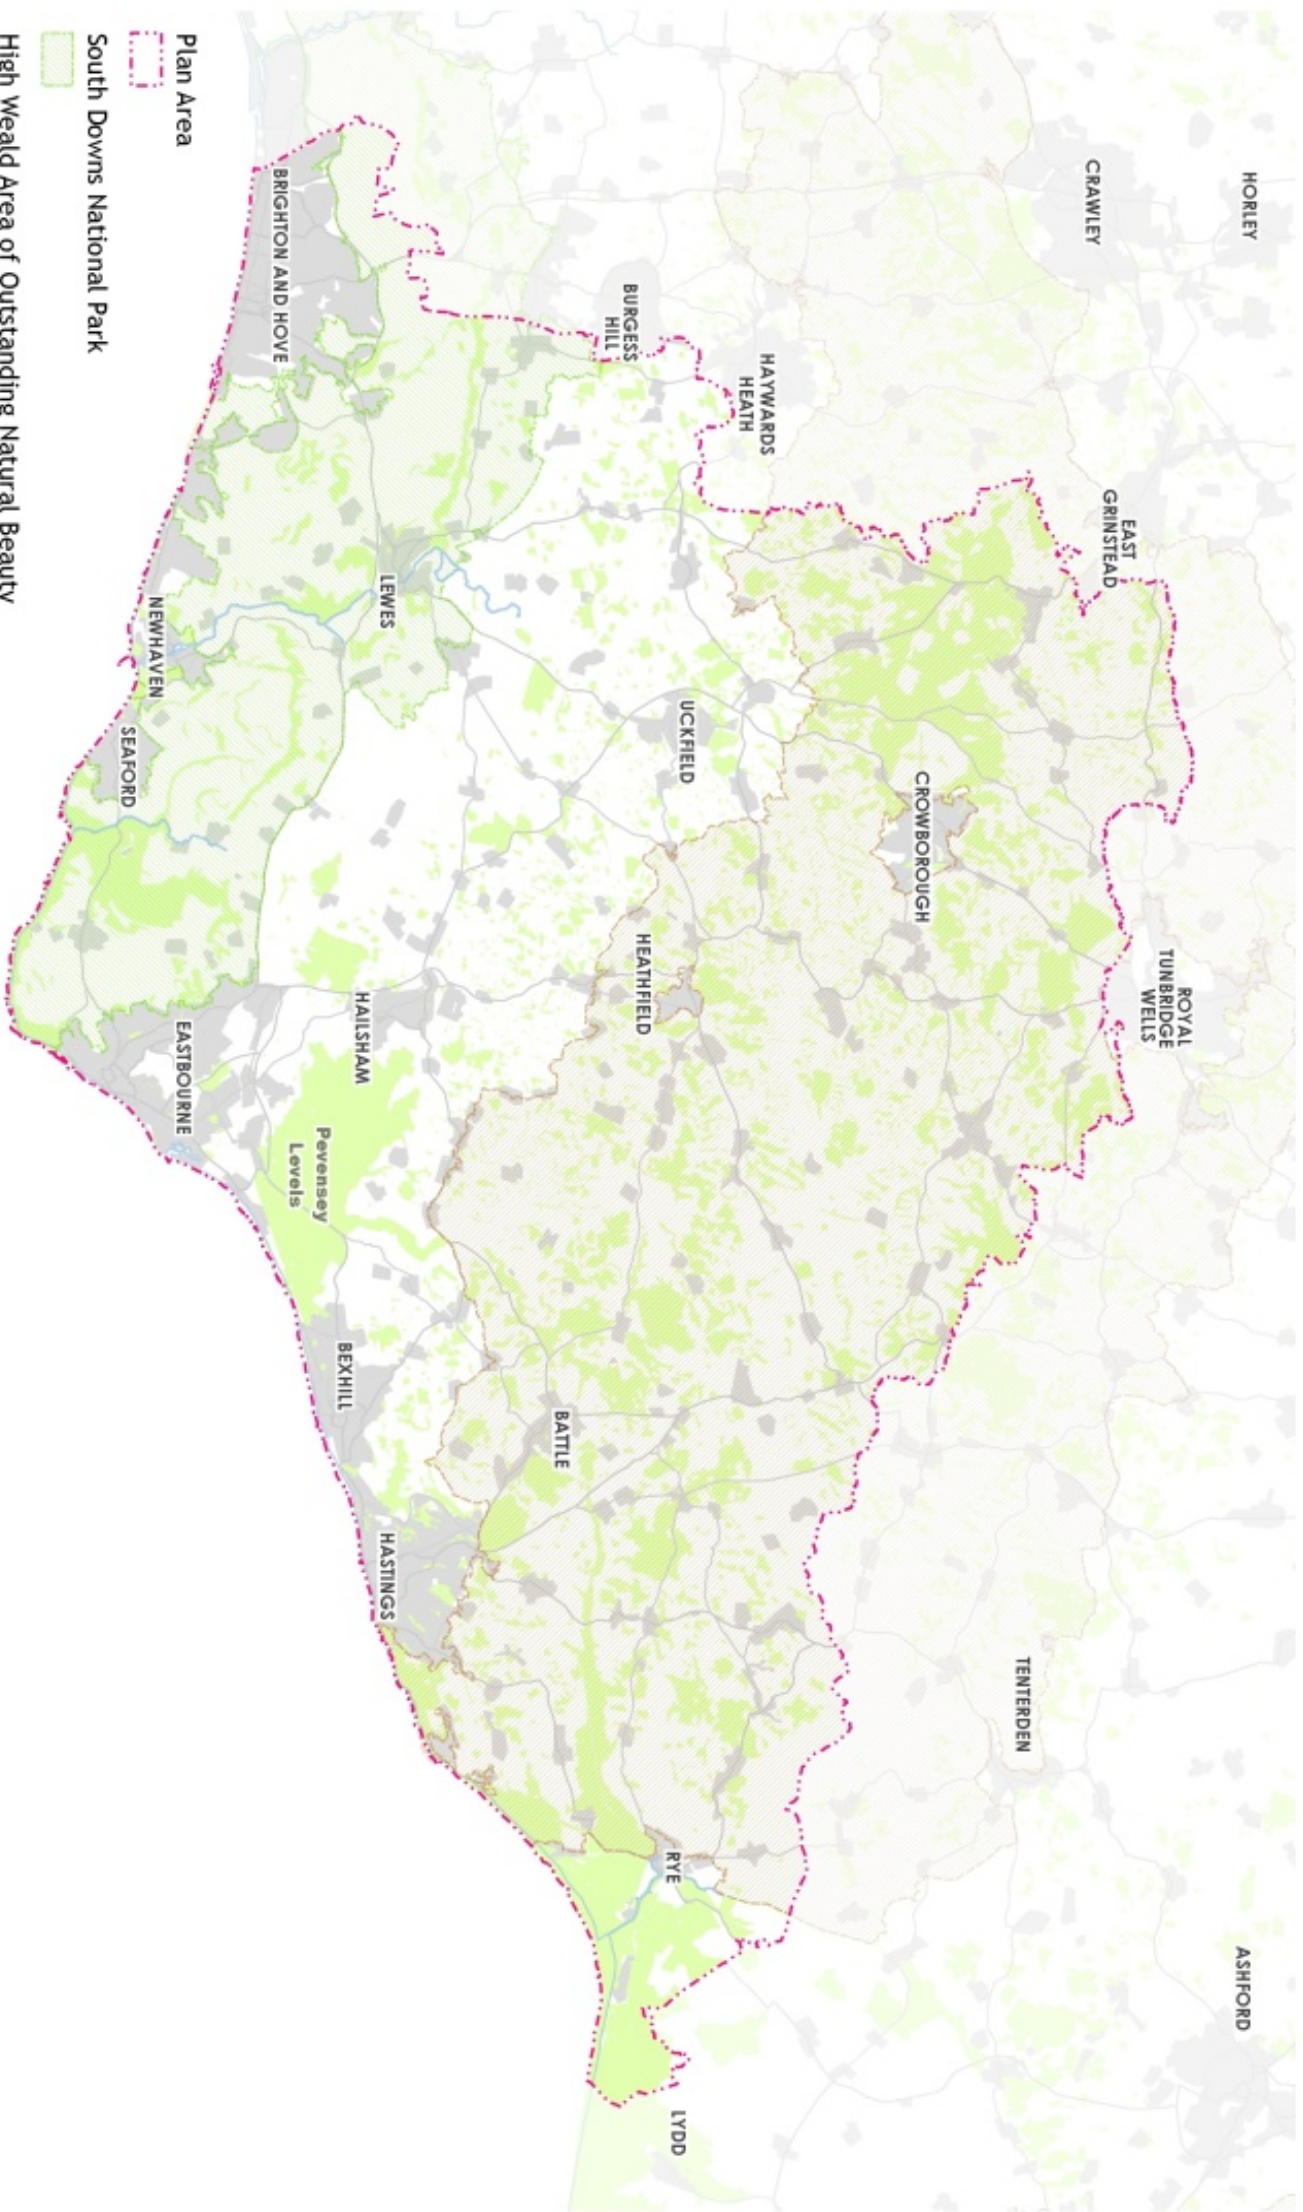 HORLEY
CRAWLEY
EAST
GRINSTEAD
ROYAL
TUNBRIDGE
WELLS
ASHFORD
TENTERDEN
HAYWARDS
HEATH
BURGESS
HILL
CROWBOROUGH
UCKFIELD
HEATHFIELD
BATTLE
RYE
LYDD
LEWES
HAILSHAM
Pevensey
Levels
BEXHILL
HASTINGS
BRIGHTON AND HOVE
NEWHAVEN
SEAFORD
EASTBOURNE
Plan Area
South Downs National Park
High Weald Area of Outstanding Natural Beauty